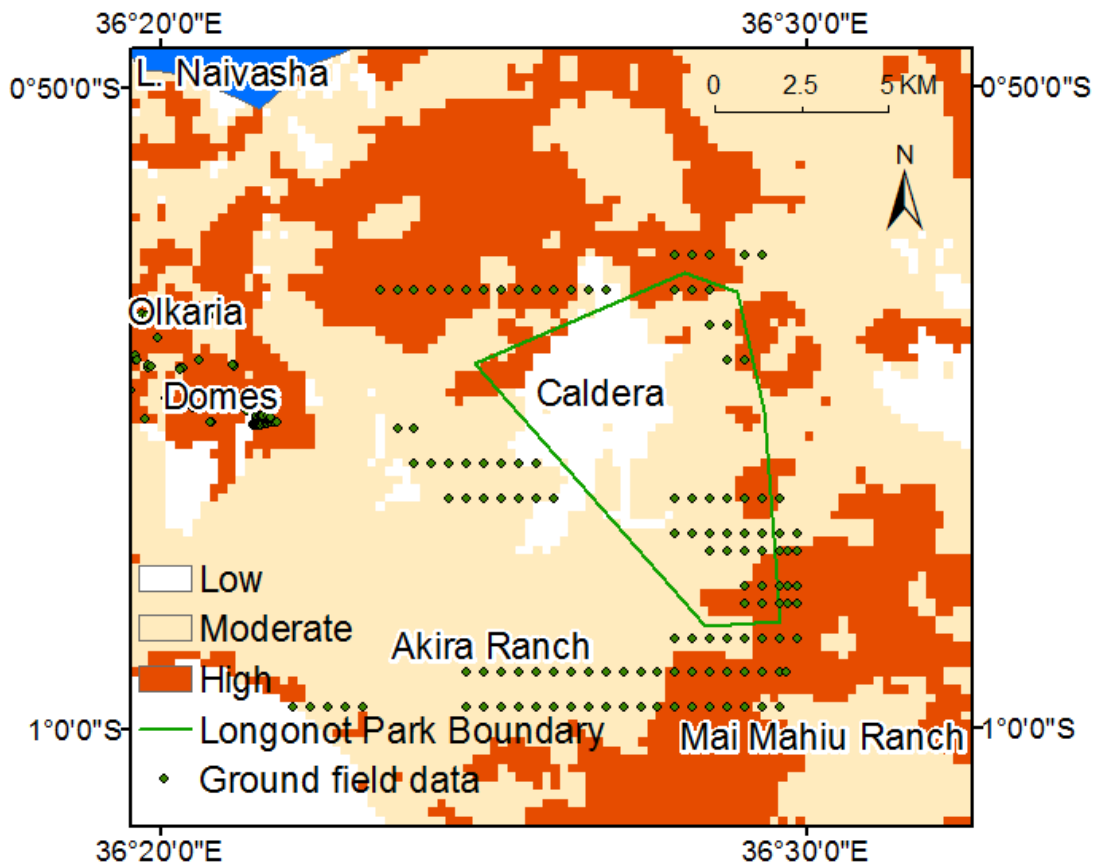 36°20'0"E 36°30'0"E
L. Naivasha
0 2.5 5 KM
0°50'0"S 0°50'0"S
N
Olkaria
Domes
Caldera
Low
Moderate
Akira Ranch
High
Longonot Park Boundary
Mai Mahiu Ranch
1°0'0"S 1°0'0"S
Ground field data
36°20'0"E 36°30'0"E